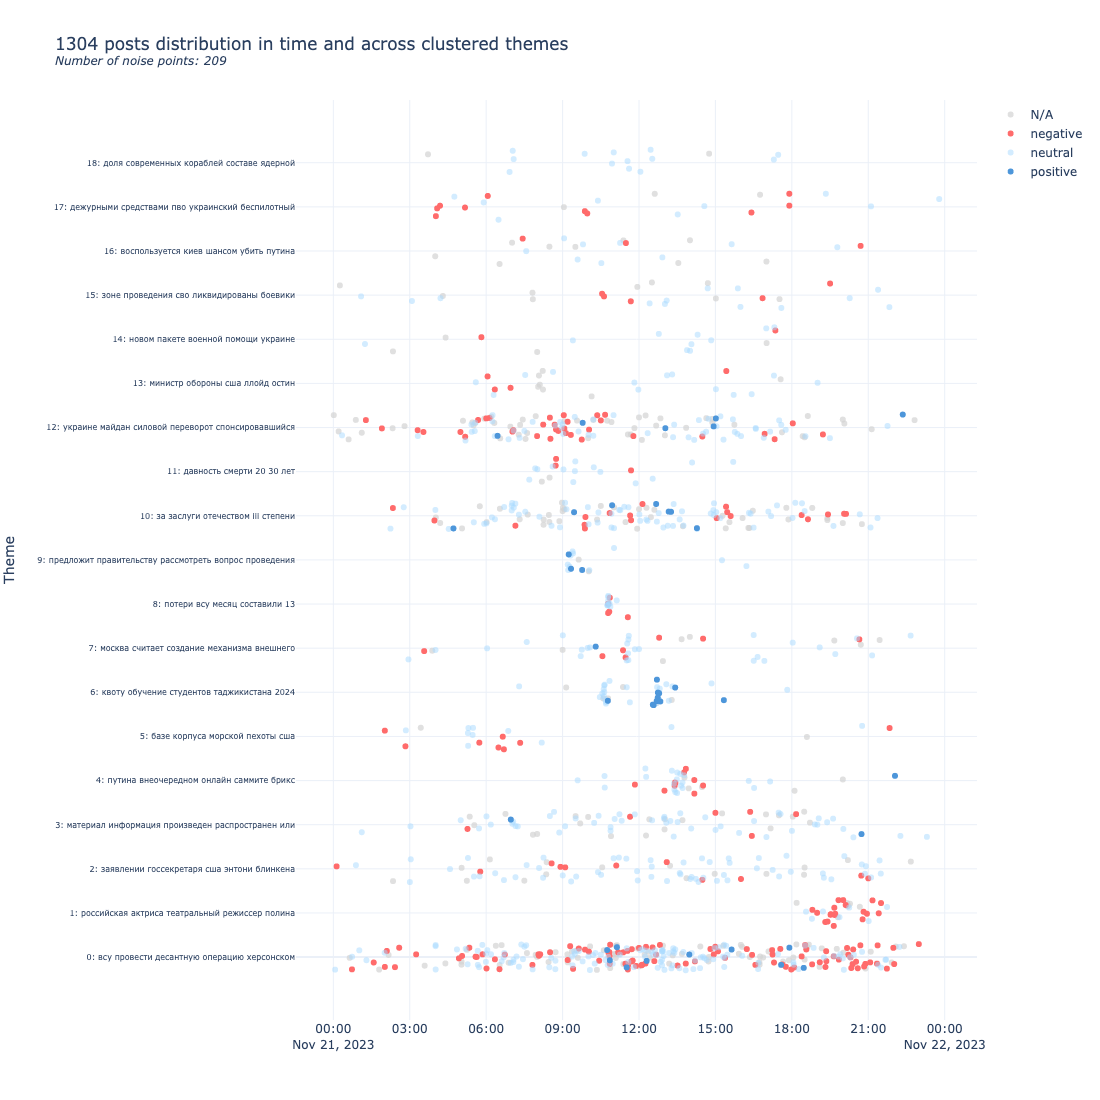 1304 posts distribution in time and across clustered themes
Number of noise points: 209
N/A
negative
neutral
positive
18: доля современных кораблей составе ядерной
17: дежурными средствами пво украинский беспилотный
16: воспользуется киев шансом убить путина
15: зоне проведения сво ликвидированы боевики
14: новом пакете военной помощи украине
13: министр обороны сша ллойд остин
12: украине майдан силовой переворот спонсировавшийся
11: давность смерти 20 30 лет
10: за заслуги отечеством III степени
9: предложит правительству рассмотреть вопрос проведения
8: потери всу месяц составили 13
7: москва считает создание механизма внешнего
6: квоту обучение студентов таджикистана 2024
5: базе корпуса морской пехоты сша
4: путина внеочередном онлайн саммите брикс
3: материал информация произведен распространен или
2: заявлении госсекретаря сша энтони блинкена
1: российская актриса театральный режиссер полина
0: всу провести десантную операцию херсонском
Theme
00:00 03:00 06:00 09:00 12:00 15:00 18:00 21:00 00:00
Nov 21, 2023 Nov 22, 2023